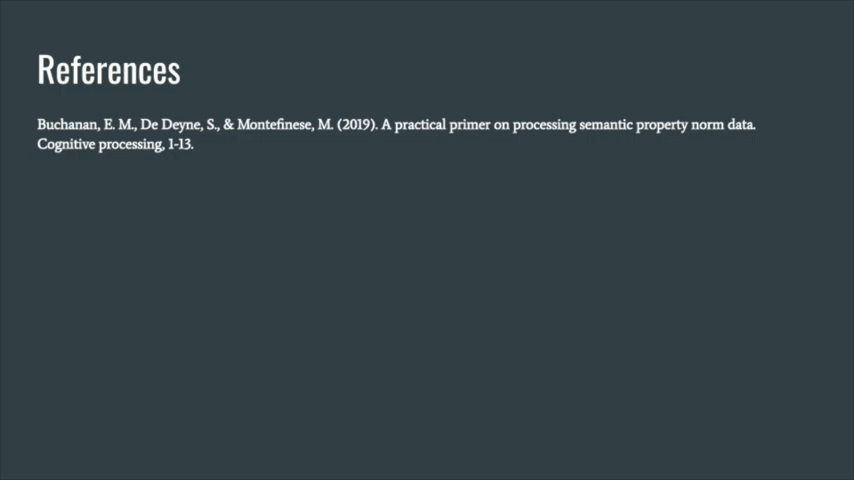 References
Buchanan, E. M., De Deyne, S., & Montefinese, M. (2019). A practical primer on processing semantic property norm data.
Cognitive processing, 1-13.